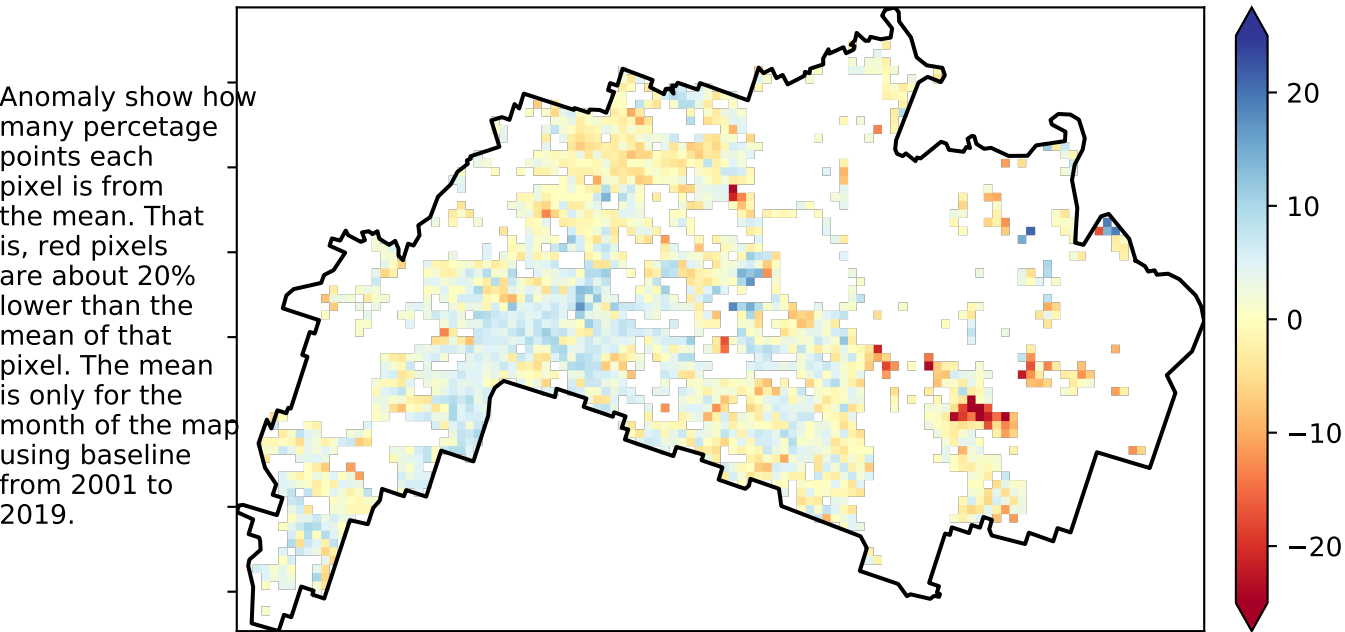 Anomaly show how
many percetage
points each
pixel is from
the mean. That
is, red pixels
are about 20%
lower than the
mean of that
pixel. The mean
is only for the
month of the map
using baseline
from 2001 to
2019.
20
10
0
−10
−20